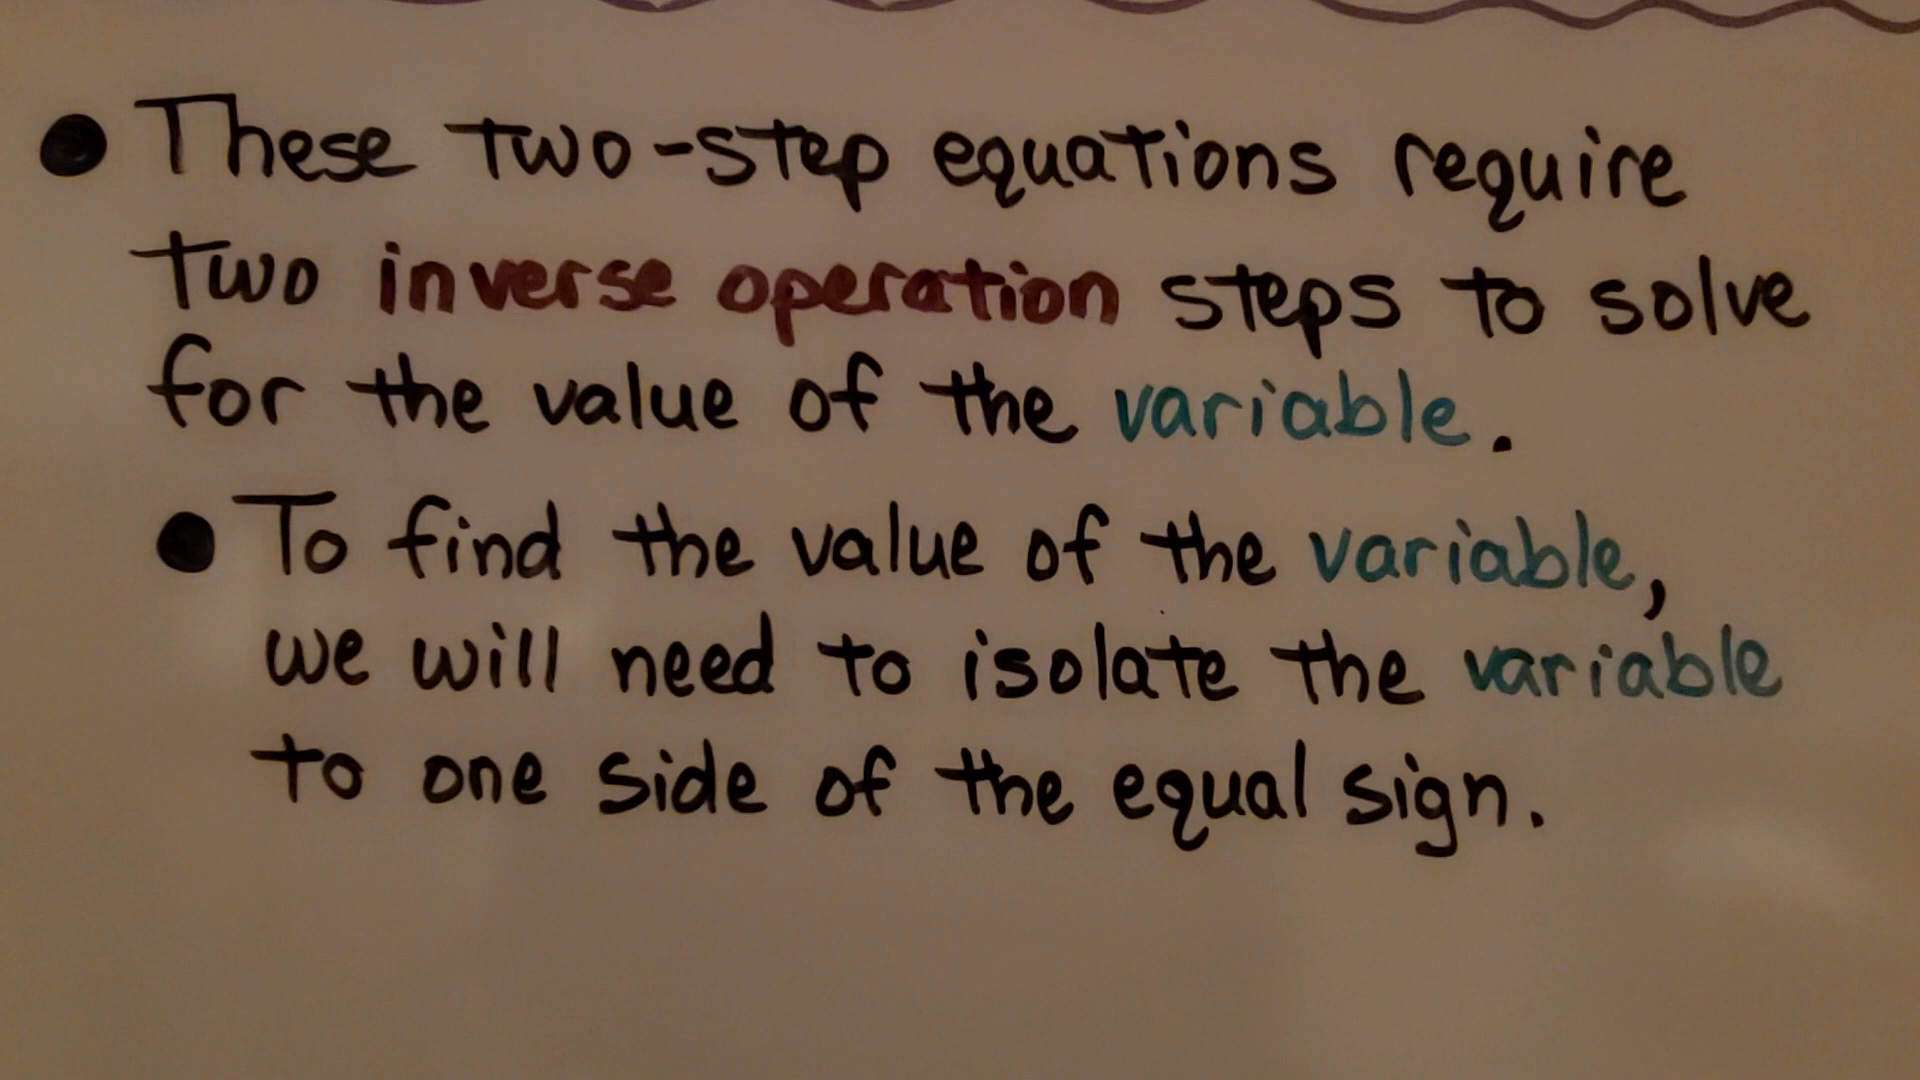 • These two-step equations require
two inverse operation steps to solve
for the value of the variable.
• To find the value of the variable,
we will need to isolate the variable
to one side of the equal sign.